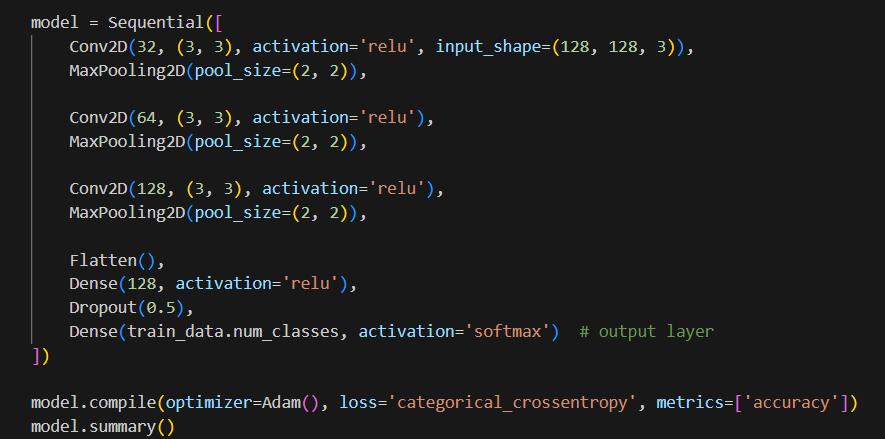 model = Sequential([
    Conv2D(32, (3, 3), activation='relu', input_shape=(128, 128, 3)),
    MaxPooling2D(pool_size=(2, 2)),

    Conv2D(64, (3, 3), activation='relu'),
    MaxPooling2D(pool_size=(2, 2)),

    Conv2D(128, (3, 3), activation='relu'),
    MaxPooling2D(pool_size=(2, 2)),

    Flatten(),
    Dense(128, activation='relu'),
    Dropout(0.5),
    Dense(train_data.num_classes, activation='softmax')  # output layer
])

model.compile(optimizer=Adam(), loss='categorical_crossentropy', metrics=['accuracy'])
model.summary()